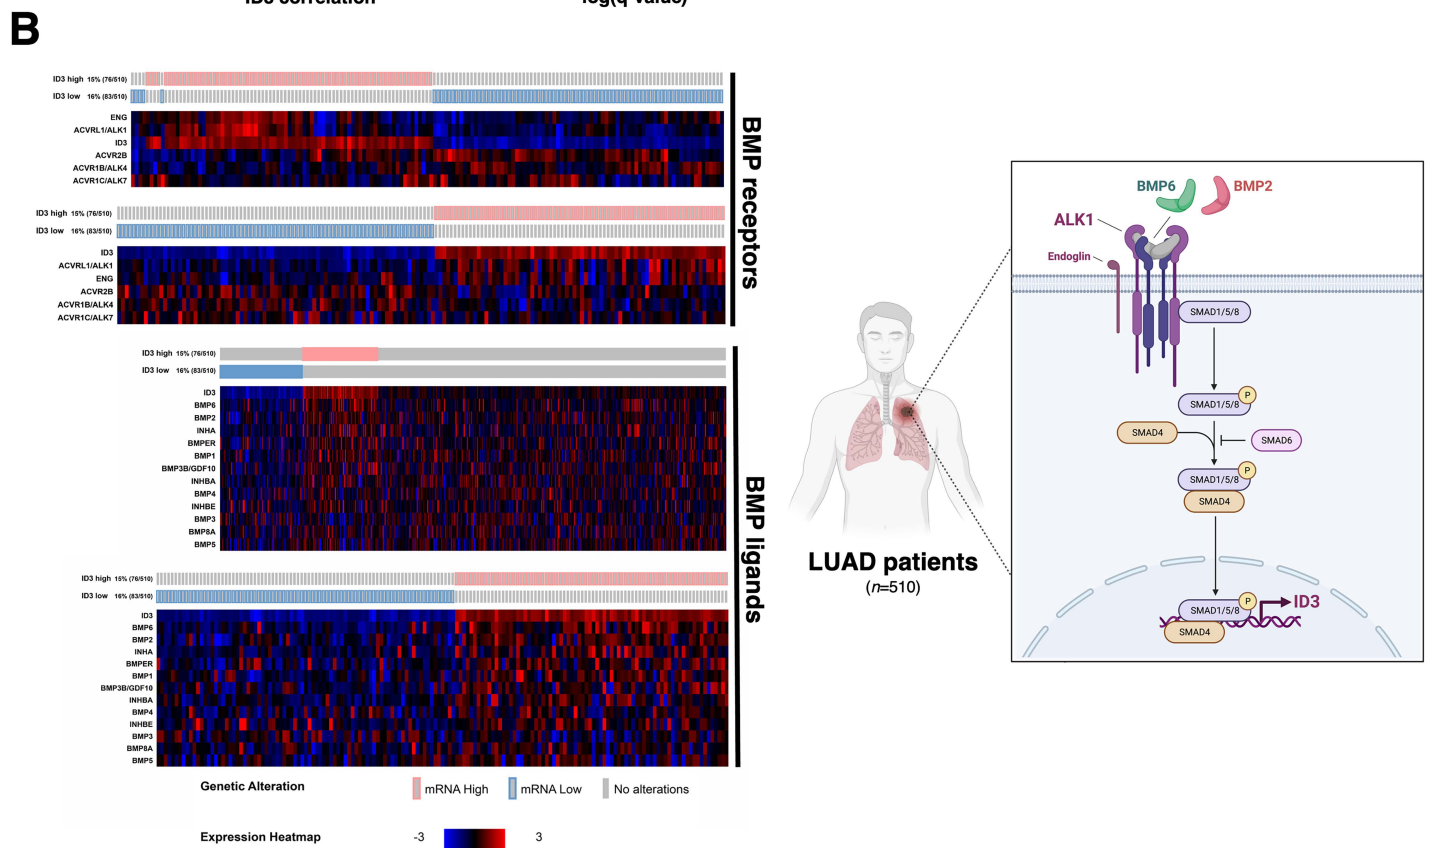 ID3 correlation
log(q-value)
B
ID3 high 15% (76/510)
ID3 low 16% (83/510)
ENG
ACVRL1/ALK1
ID3
ACVR2B
ACVR1B/ALK4
ACVR1C/ALK7
ID3 high 15% (76/510)
ID3 low 16% (83/510)
ID3
ACVRL1/ALK1
ENG
ACVR2B
ACVR1B/ALK4
ACVR1C/ALK7
BMP receptors
ID3 high 15% (76/510)
ID3 low 16% (83/510)
ID3
BMP6
BMP2
INHA
BMPER
BMP1
BMP3B/GDF10
INHBA
BMP4
INHBE
BMP3
BMP8A
BMP5
ID3 high 15% (76/510)
ID3 low 16% (83/510)
ID3
BMP6
BMP2
INHA
BMPER
BMP1
BMP3B/GDF10
INHBA
BMP4
INHBE
BMP3
BMP8A
BMP5
BMP ligands
Genetic Alteration
mRNA High
mRNA Low
No alterations
Expression Heatmap
-3
3
LUAD patients
(n=510)
BMP6
BMP2
ALK1
Endoglin
SMAD1/5/8
SMAD1/5/8
P
SMAD4
SMAD6
SMAD1/5/8
P
SMAD4
SMAD1/5/8
P
SMAD4
ID3